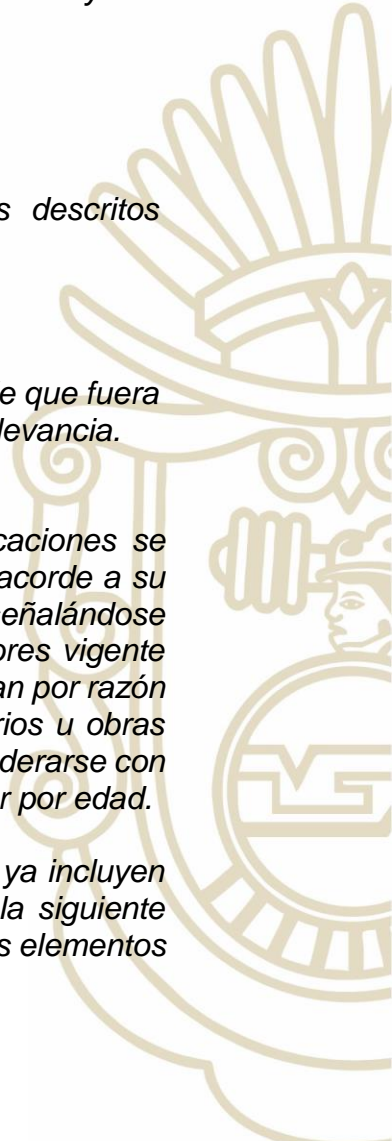 s descritos
e que fuera
levancia.
caciones se
acorde a su
eñalándose
ores vigente
an por razón
rios u obras
derarse con
r por edad.
ya incluyen
la siguiente
s elementos